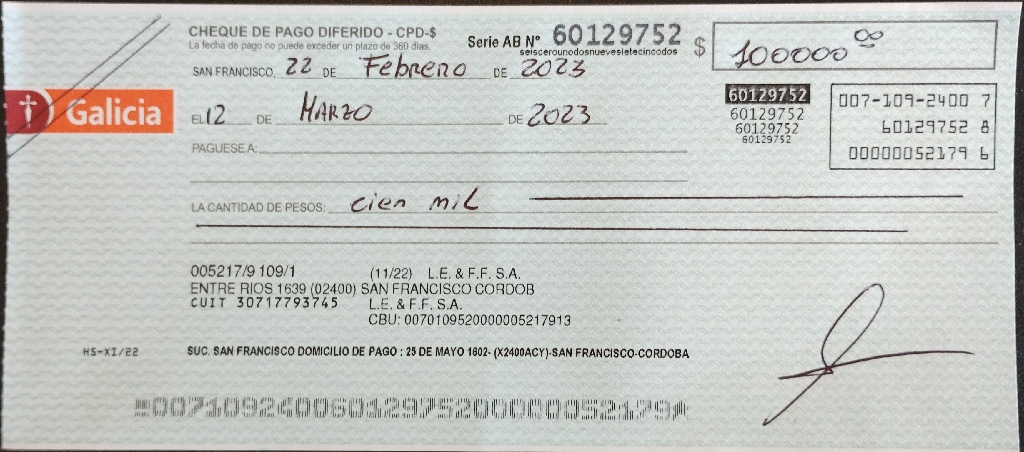 CHEQUE DE PAGO DIFERIDO - CPD-$
La fecha de pago no puede exceder un plazo de 360 días.
Serie AB Nº 60129752
seiscerounodosnuevesietecincodos
$ 100000 00
SAN FRANCISCO, 22 DE Febrero DE 2023
Galicia
EL 12 DE MARZO DE 2023
60129752
60129752
60129752
60129752
007-109-2400 7
60129752 8
00000052179 6
PAGUESE A:
LA CANTIDAD DE PESOS: cien mil
005217/9 109/1 (11/22) L.E. & F.F. S.A.
ENTRE RIOS 1639 (02400) SAN FRANCISCO CORDOB
CUIT 30717793745 L.E. & F.F. S.A.
CBU: 0070109520000005217913
HS-XI/22
SUC. SAN FRANCISCO DOMICILIO DE PAGO : 25 DE MAYO 1602- (X2400ACY)-SAN FRANCISCO-CORDOBA
00710924006012975200000052179